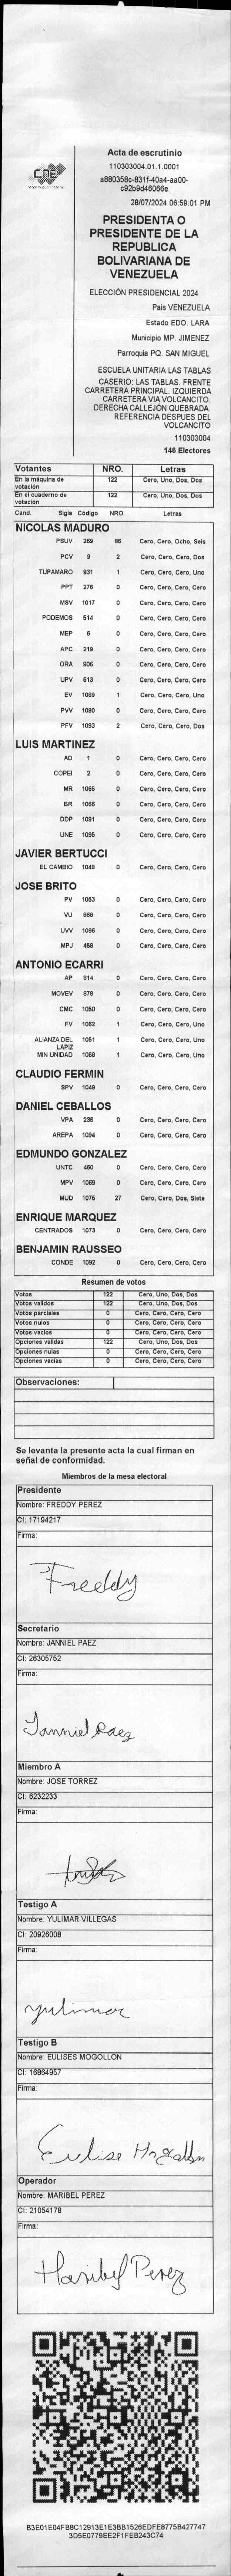 CNE
Acta de escrutinio
110303004.01.1.0001
a880358c-831f-40a4-aa00-
c92b9d46066e
28/07/2024 06:59:01 PM
PRESIDENTA O
PRESIDENTE DE LA
REPUBLICA
BOLIVARIANA DE
VENEZUELA
ELECCIÓN PRESIDENCIAL 2024
Pais VENEZUELA
Estado EDO. LARA
Municipio MP. JIMENEZ
Parroquia PQ. SAN MIGUEL
ESCUELA UNITARIA LAS TABLAS
CASERIO: LAS TABLAS. FRENTE
CARRETERA PRINCIPAL. IZQUIERDA
CARRETERA VIA VOLCANCITO.
DERECHA CALLEJÓN QUEBRADA.
REFERENCIA DESPUES DEL
VOLCANCITO
110303004
146 Electores
Votantes NRO. Letras
En la máquina de votación 122 Cero, Uno, Dos, Dos
En el cuaderno de votación 122 Cero, Uno, Dos, Dos
Cand. Sigla Código NRO. Letras
NICOLAS MADURO
PSUV 269 86 Cero, Cero, Ocho, Seis
PCV 9 2 Cero, Cero, Cero, Dos
TUPAMARO 931 1 Cero, Cero, Cero, Uno
PPT 276 0 Cero, Cero, Cero, Cero
MSV 1017 0 Cero, Cero, Cero, Cero
PODEMOS 514 0 Cero, Cero, Cero, Cero
MEP 6 0 Cero, Cero, Cero, Cero
APC 219 0 Cero, Cero, Cero, Cero
ORA 906 0 Cero, Cero, Cero, Cero
UPV 513 0 Cero, Cero, Cero, Cero
EV 1089 1 Cero, Cero, Cero, Uno
PVV 1090 0 Cero, Cero, Cero, Cero
PFV 1093 2 Cero, Cero, Cero, Dos
LUIS MARTINEZ
AD 1 0 Cero, Cero, Cero, Cero
COPEI 2 0 Cero, Cero, Cero, Cero
MR 1065 0 Cero, Cero, Cero, Cero
BR 1066 0 Cero, Cero, Cero, Cero
DDP 1091 0 Cero, Cero, Cero, Cero
UNE 1095 0 Cero, Cero, Cero, Cero
JAVIER BERTUCCI
EL CAMBIO 1048 0 Cero, Cero, Cero, Cero
JOSE BRITO
PV 1053 0 Cero, Cero, Cero, Cero
VU 868 0 Cero, Cero, Cero, Cero
UVV 1096 0 Cero, Cero, Cero, Cero
MPJ 458 0 Cero, Cero, Cero, Cero
ANTONIO ECARRI
AP 814 0 Cero, Cero, Cero, Cero
MOVEV 878 0 Cero, Cero, Cero, Cero
CMC 1050 0 Cero, Cero, Cero, Cero
FV 1062 1 Cero, Cero, Cero, Uno
ALIANZA DEL LAPIZ 1051 1 Cero, Cero, Cero, Uno
MIN UNIDAD 1069 1 Cero, Cero, Cero, Uno
CLAUDIO FERMIN
SPV 1049 0 Cero, Cero, Cero, Cero
DANIEL CEBALLOS
VPA 236 0 Cero, Cero, Cero, Cero
AREPA 1094 0 Cero, Cero, Cero, Cero
EDMUNDO GONZALEZ
UNTC 460 0 Cero, Cero, Cero, Cero
MPV 1069 0 Cero, Cero, Cero, Cero
MUD 1075 27 Cero, Cero, Dos, Siete
ENRIQUE MARQUEZ
CENTRADOS 1073 0 Cero, Cero, Cero, Cero
BENJAMIN RAUSSEO
CONDE 1092 0 Cero, Cero, Cero, Cero
Resumen de votos
Votos 122 Cero, Uno, Dos, Dos
Votos validos 122 Cero, Uno, Dos, Dos
Votos parciales 0 Cero, Cero, Cero, Cero
Votos nulos 0 Cero, Cero, Cero, Cero
Votos vacios 0 Cero, Cero, Cero, Cero
Opciones validas 122 Cero, Uno, Dos, Dos
Opciones nulas 0 Cero, Cero, Cero, Cero
Opciones vacias 0 Cero, Cero, Cero, Cero
Observaciones:
Se levanta la presente acta la cual firman en
señal de conformidad.
Miembros de la mesa electoral
Presidente
Nombre: FREDDY PEREZ
CI: 17194217
Firma:
Freddy
Secretario
Nombre: JANNIEL PAEZ
CI: 26305752
Firma:
Janniel Paez
Miembro A
Nombre: JOSE TORREZ
CI: 6232233
Firma:
Testigo A
Nombre: YULIMAR VILLEGAS
CI: 20926008
Firma:
yulimar
Testigo B
Nombre: EULISES MOGOLLON
CI: 16864957
Firma:
Eulise Mogollon
Operador
Nombre: MARIBEL PEREZ
CI: 21054178
Firma:
Maribel Perez
B3E01E04FB8C12913E1E3BB1526EDFE8775B427747
3D5E0779EE2F1FEB243C74